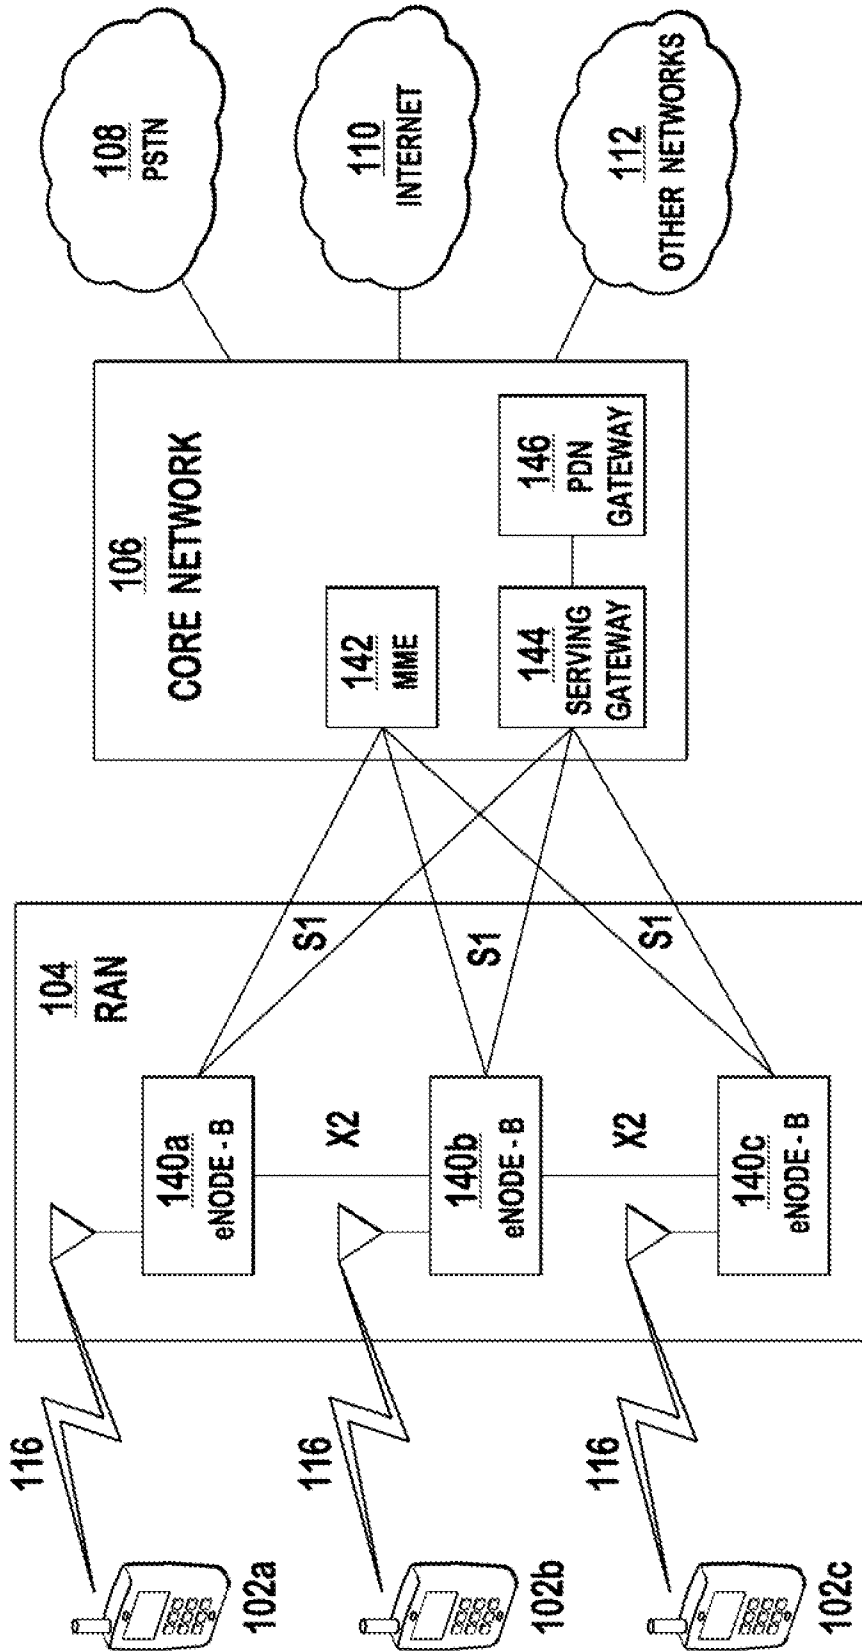 108
PSTN
110
INTERNET
112
OTHER NETWORKS
106
CORE NETWORK
142
MME
144
SERVING
GATEWAY
146
PDN
GATEWAY
104
RAN
S1
S1
S1
140a
eNODE - B
X2
140b
eNODE - B
X2
140c
eNODE - B
116
116
116
102a
102b
102c